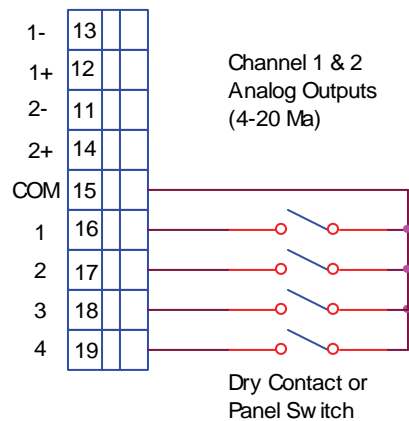 1- 13
1+ 12
2- 11
2+ 14
COM 15
1 16
2 17
3 18
4 19
Channel 1 & 2
Analog Outputs
(4-20 Ma)
Dry Contact or
Panel Switch